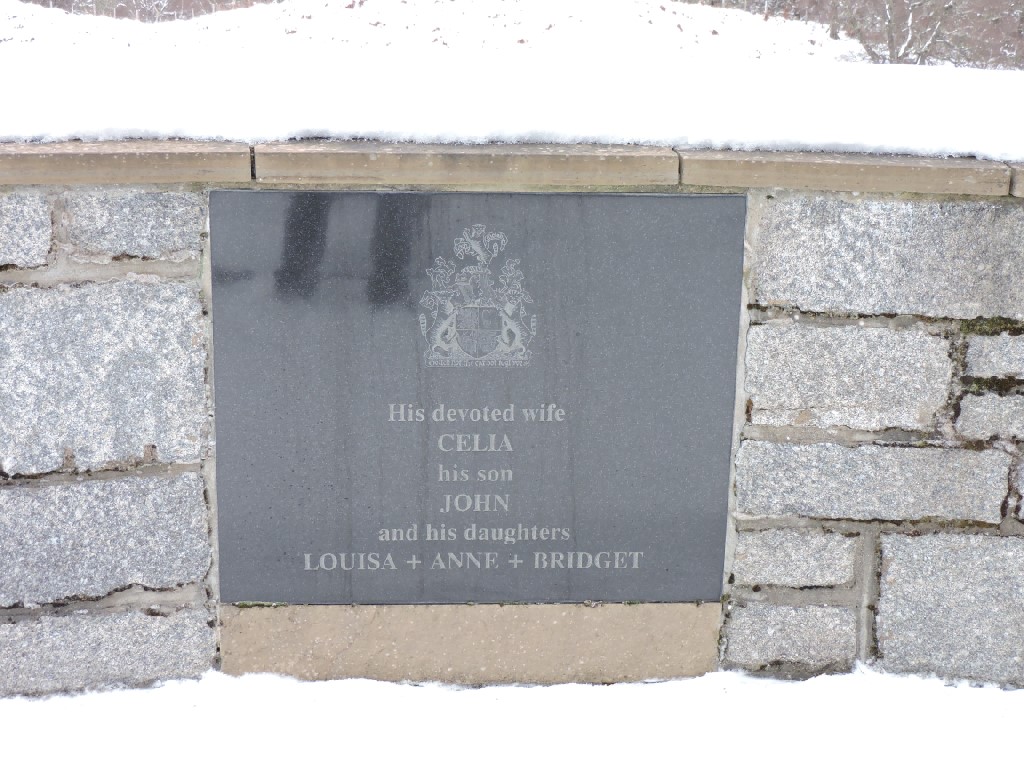 His devoted wife
CELIA
his son
JOHN
and his daughters
LOUISA + ANNE + BRIDGET